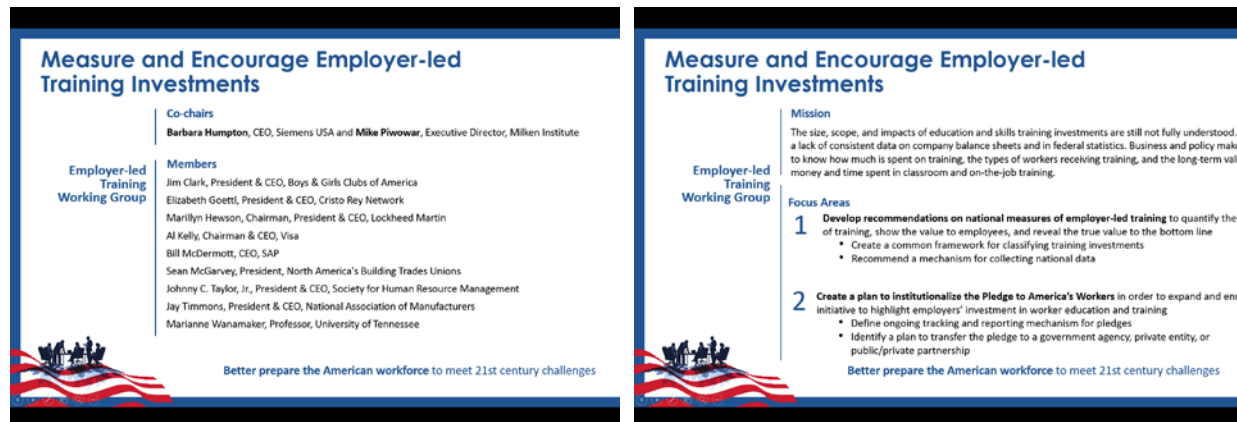 Measure and Encourage Employer-led
Training Investments
Co-chairs
Barbara Humpton, CEO, Siemens USA and Mike Piwowar, Executive Director, Milken Institute
Employer-led
Training
Working Group
Members
Jim Clark, President & CEO, Boys & Girls Clubs of America
Elizabeth Goettl, President & CEO, Cristo Rey Network
Marillyn Hewson, Chairman, President & CEO, Lockheed Martin
Al Kelly, Chairman & CEO, Visa
Bill McDermott, CEO, SAP
Sean McGarvey, President, North America's Building Trades Unions
Johnny C. Taylor, Jr., President & CEO, Society for Human Resource Management
Jay Timmons, President & CEO, National Association of Manufacturers
Marianne Wanamaker, Professor, University of Tennessee
Better prepare the American workforce to meet 21st century challenges
Measure and Encourage Employer-led
Training Investments
Mission
The size, scope, and impacts of education and skills training investments are still not fully understood.
a lack of consistent data on company balance sheets and in federal statistics. Business and policy mak
to know how much is spent on training, the types of workers receiving training, and the long-term val
money and time spent in classroom and on-the-job training.
Employer-led
Training
Working Group
Focus Areas
1 Develop recommendations on national measures of employer-led training to quantify the
of training, show the value to employees, and reveal the true value to the bottom line
• Create a common framework for classifying training investments
• Recommend a mechanism for collecting national data
2 Create a plan to institutionalize the Pledge to America's Workers in order to expand and en
initiative to highlight employers' investment in worker education and training
• Define ongoing tracking and reporting mechanism for pledges
• Identify a plan to transfer the pledge to a government agency, private entity, or
public/private partnership
Better prepare the American workforce to meet 21st century challenges